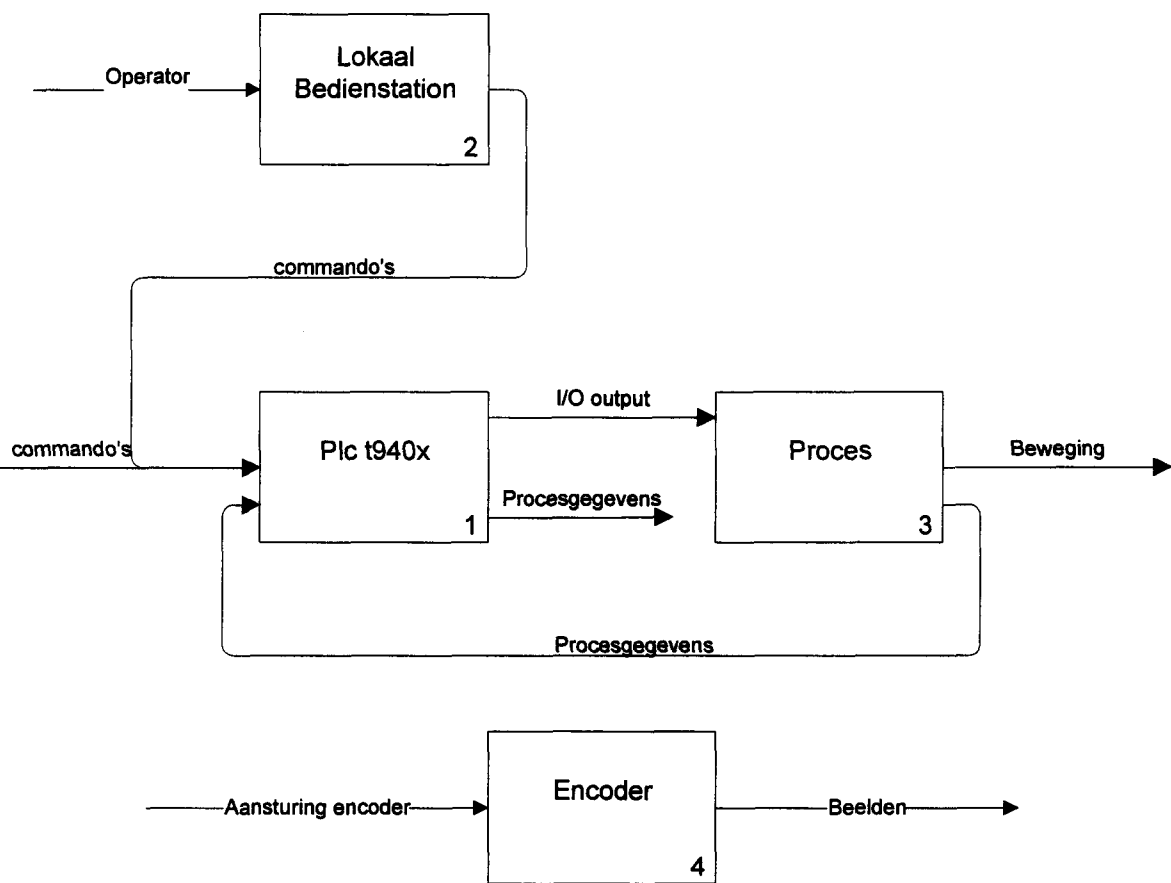 Operator
Lokaal
Bedienstation
2
commando's
commando's
Plc t940x
1
I/O output
Procesgegevens
Proces
3
Beweging
Procesgegevens
Aansturing encoder
Encoder
4
Beelden